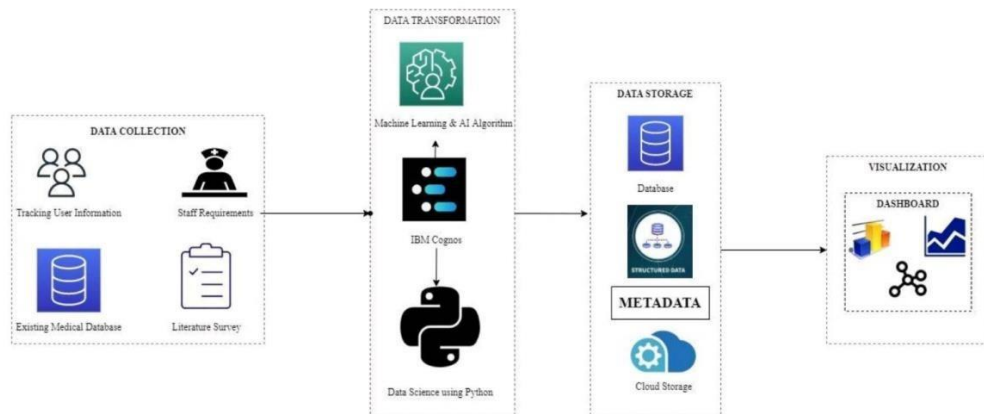 DATA COLLECTION
Tracking User Information
Staff Requirements
Existing Medical Database
Literature Survey
DATA TRANSFORMATION
Machine Learning & AI Algorithm
IBM Cognos
Data Science using Python
DATA STORAGE
Database
STRUCTURED DATA
METADATA
Cloud Storage
VISUALIZATION
DASHBOARD